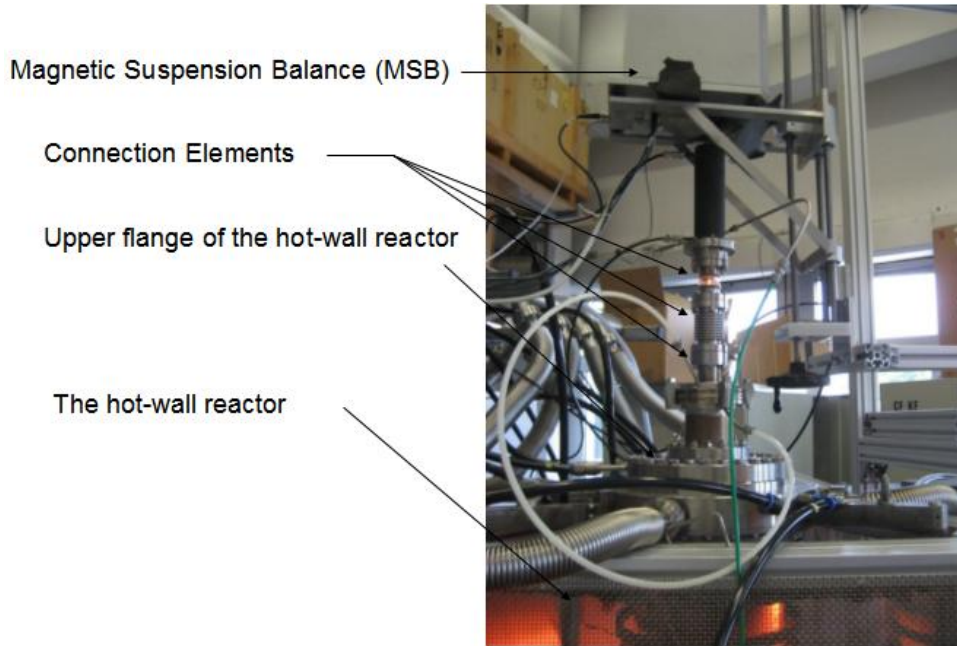 Magnetic Suspension Balance (MSB)
Connection Elements
Upper flange of the hot-wall reactor
The hot-wall reactor